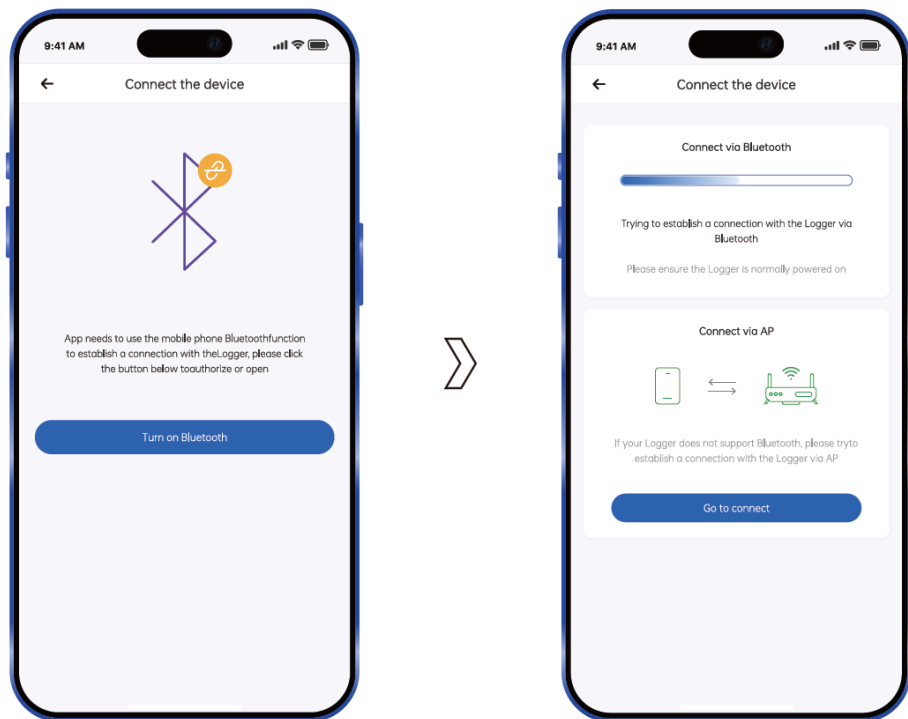 9:41 AM
Connect the device
App needs to use the mobile phone Bluetoothfunction
to establish a connection with theLogger, please click
the button below toauthorize or open
Turn on Bluetooth
9:41 AM
Connect the device
Connect via Bluetooth
Trying to establish a connection with the Logger via
Bluetooth
Please ensure the Logger is normally powered on
Connect via AP
If your Logger does not support Bluetooth, please tryto
establish a connection with the Logger via AP
Go to connect